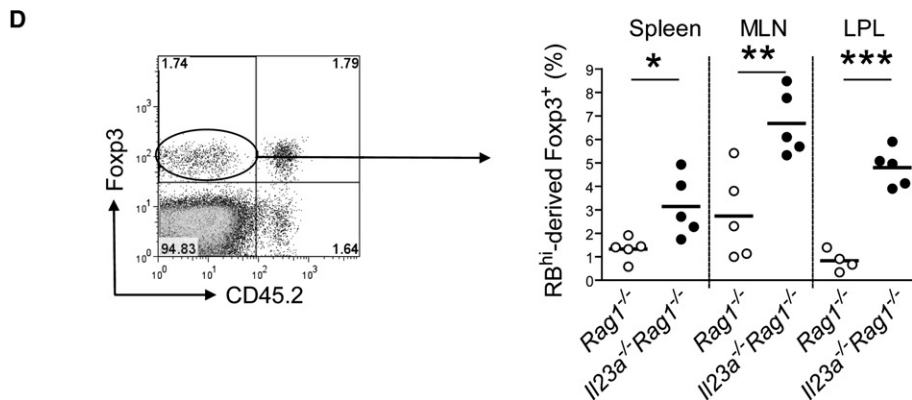 D
1.74
1.79
94.83
1.64
Foxp3
10³
10²
10¹
10⁰
10⁰
10¹
10²
10³
CD45.2
Spleen
MLN
LPL
*
**
***
RBhi-derived Foxp3+ (%)
9
8
7
6
5
4
3
2
1
0
Rag1-/-
Il23a-/-Rag1-/-
Rag1-/-
Il23a-/-Rag1-/-
Rag1-/-
Il23a-/-Rag1-/-